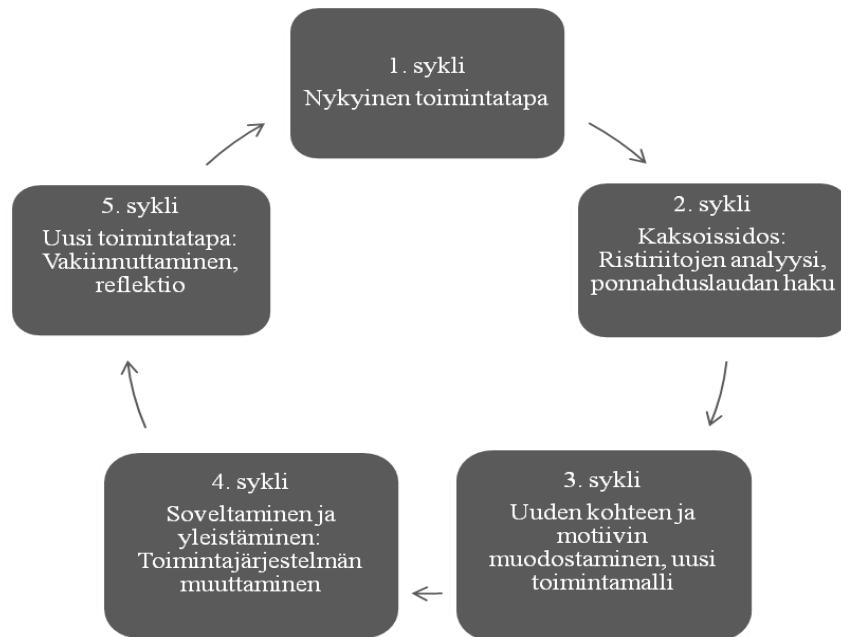 1. sykli
Nykyinen toimintatapa
2. sykli
Kaksoissidos:
Ristiriitojen analyysi,
ponnahduslaudan haku
3. sykli
Uuden kohteen ja
motiivin
muodostaminen, uusi
toimintamalli
4. sykli
Soveltaminen ja
yleistäminen:
Toimintajärjestelmän
muuttaminen
5. sykli
Uusi toimintatapa:
Vakiinnuttaminen,
reflektio